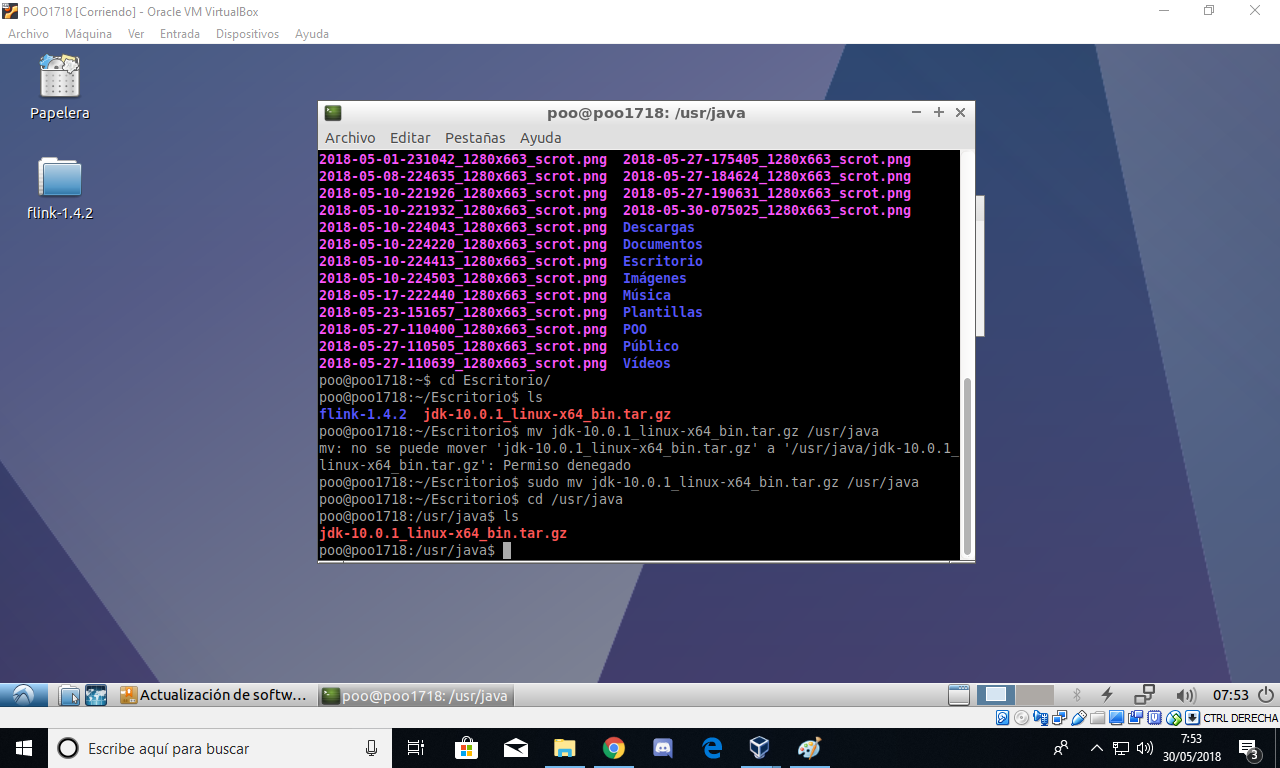 POO1718 [Corriendo] - Oracle VM VirtualBox
Archivo Máquina Ver Entrada Dispositivos Ayuda
Papelera
flink-1.4.2
poo@poo1718: /usr/java
Archivo Editar Pestañas Ayuda
2018-05-01-231042_1280x663_scrot.png 2018-05-27-175405_1280x663_scrot.png
2018-05-08-224635_1280x663_scrot.png 2018-05-27-184624_1280x663_scrot.png
2018-05-10-221926_1280x663_scrot.png 2018-05-27-190631_1280x663_scrot.png
2018-05-10-221932_1280x663_scrot.png 2018-05-30-075025_1280x663_scrot.png
2018-05-10-224043_1280x663_scrot.png Descargas
2018-05-10-224220_1280x663_scrot.png Documentos
2018-05-10-224413_1280x663_scrot.png Escritorio
2018-05-10-224503_1280x663_scrot.png Imágenes
2018-05-17-222440_1280x663_scrot.png Música
2018-05-23-151657_1280x663_scrot.png Plantillas
2018-05-27-110400_1280x663_scrot.png POO
2018-05-27-110505_1280x663_scrot.png Público
2018-05-27-110639_1280x663_scrot.png Vídeos
poo@poo1718:~$ cd Escritorio/
poo@poo1718:~/Escritorio$ ls
flink-1.4.2 jdk-10.0.1_linux-x64_bin.tar.gz
poo@poo1718:~/Escritorio$ mv jdk-10.0.1_linux-x64_bin.tar.gz /usr/java
mv: no se puede mover 'jdk-10.0.1_linux-x64_bin.tar.gz' a '/usr/java/jdk-10.0.1_
linux-x64_bin.tar.gz': Permiso denegado
poo@poo1718:~/Escritorio$ sudo mv jdk-10.0.1_linux-x64_bin.tar.gz /usr/java
poo@poo1718:~/Escritorio$ cd /usr/java
poo@poo1718:/usr/java$ ls
jdk-10.0.1_linux-x64_bin.tar.gz
poo@poo1718:/usr/java$
Actualización de softw... poo@poo1718: /usr/java 07:53
CTRL DERECHA
Escribe aquí para buscar
7:53
30/05/2018
3